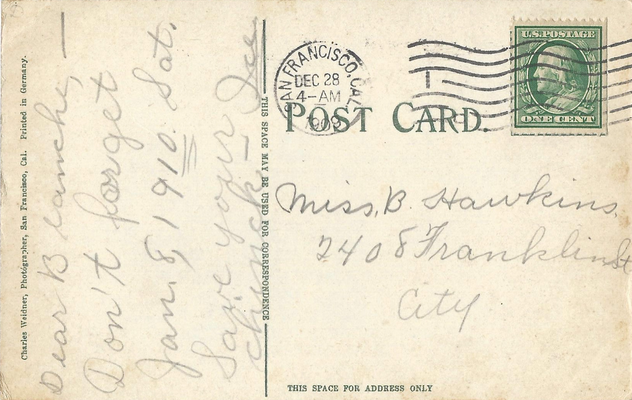 Dear Blanche, —
Don't forget
Jan. 8, 1910. Sat.
Save your
check —
Charles Weidner, Photographer, San Francisco, Cal. Printed in Germany.
THIS SPACE MAY BE USED FOR CORRESPONDENCE
SAN FRANCISCO, CAL.
DEC 28
4-AM
1909
U.S. POSTAGE
ONE CENT
POST CARD.
Miss, B. Hawkins,
2408 Franklin St
City
THIS SPACE FOR ADDRESS ONLY